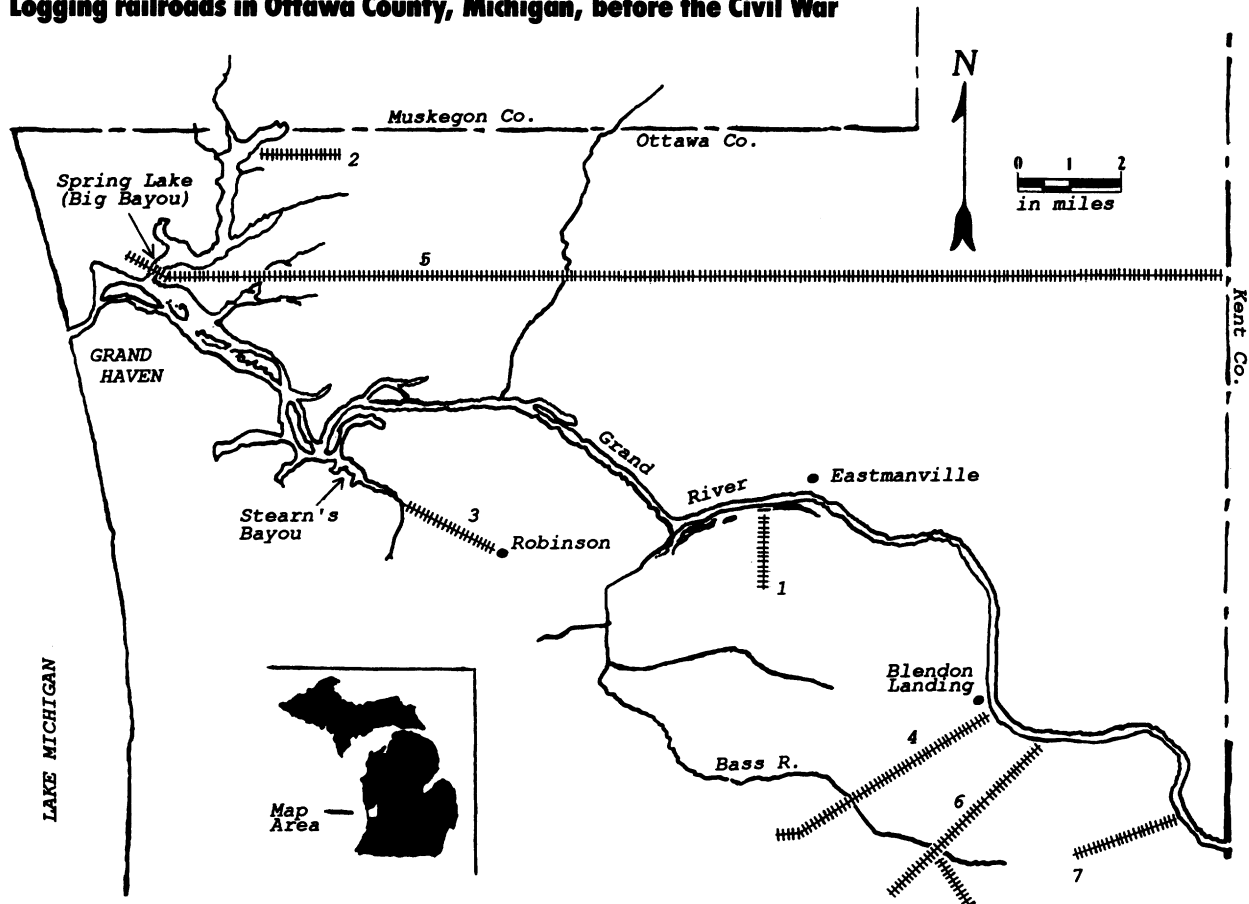 Logging railroads in Ottawa County, Michigan, before the Civil War
N
Muskegon Co.
Ottawa Co.
2
0 1 2
in miles
Spring Lake
(Big Bayou)
5
Kent Co.
GRAND
HAVEN
Grand
River
Eastmanville
Stearn's
Bayou
3
Robinson
1
LAKE MICHIGAN
Blendon
Landing
4
Bass R.
6
Map
Area
7